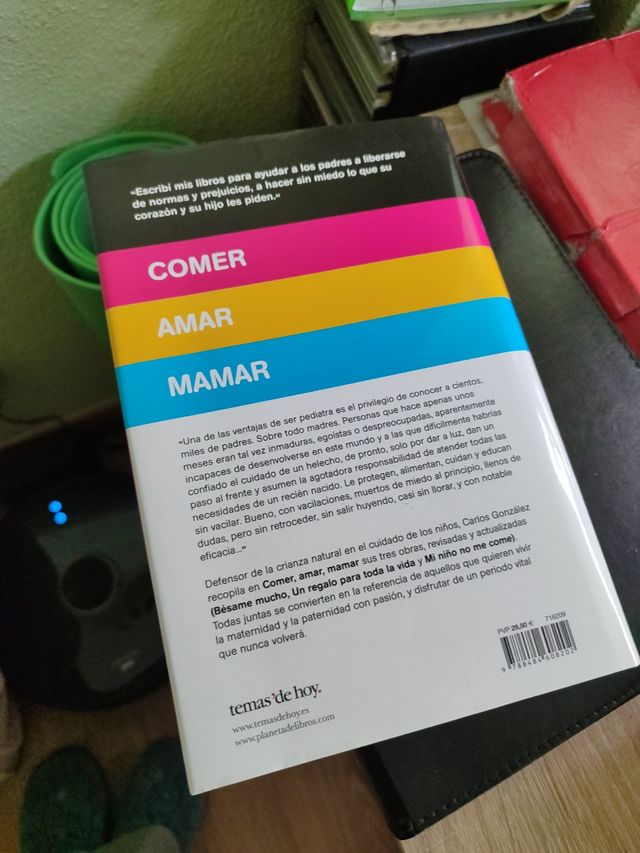 «Escribí mis libros para ayudar a los padres a liberarse
de normas y prejuicios, a hacer sin miedo lo que su
corazón y su hijo les piden.»
COMER
AMAR
MAMAR
«Una de las ventajas de ser pediatra es el privilegio de conocer a cientos,
miles de padres. Sobre todo madres. Personas que hace apenas unos
meses eran tal vez inmaduras, egoístas o despreocupadas, aparentemente
incapaces de desenvolverse en este mundo y a las que difícilmente habrías
confiado el cuidado de un helecho, de pronto, solo por dar a luz, dan un
paso al frente y asumen la agotadora responsabilidad de atender todas las
necesidades de un recién nacido. Le protegen, alimentan, cuidan y educan
sin vacilar. Bueno, con vacilaciones, muertos de miedo al principio, llenos de
dudas, pero sin retroceder, sin salir huyendo, casi sin llorar, y con notable
eficacia...»
Defensor de la crianza natural en el cuidado de los niños, Carlos González
recopila en Comer, amar, mamar sus tres obras, revisadas y actualizadas
(Bésame mucho, Un regalo para toda la vida y Mi niño no me come).
Todas juntas se convierten en la referencia de aquellos que quieren vivir
la maternidad y la paternidad con pasión, y disfrutar de un periodo vital
que nunca volverá.
PVP 29,50 € 716209
9 788484 608202
temas'de hoy.
www.temasdehoy.es
www.planetadelibros.com